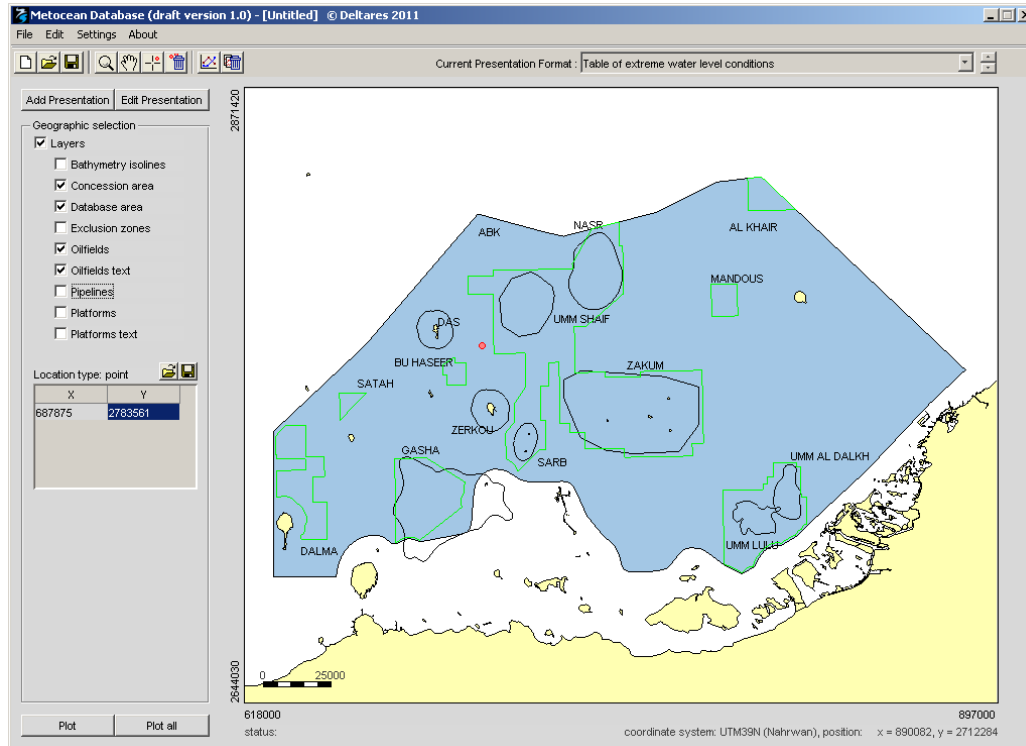 Metocean Database (draft version 1.0) - [Untitled] © Deltares 2011
File Edit Settings About
Current Presentation Format : Table of extreme water level conditions
Add Presentation Edit Presentation
Geographic selection
Layers
Bathymetry isolines
Concession area
Database area
Exclusion zones
Oilfields
Oilfields text
Pipelines
Platforms
Platforms text
Location type: point
X Y
687875 2783561
Plot Plot all
2871420
2644030
ABK
NASR
AL KHAIR
MANDOUS
DAS
UMM SHAIF
BU HASEER
ZAKUM
SATAH
ZERKOU
GASHA
SARB
UMM AL DALKH
DALMA
UMM LULU
0 25000
618000 897000
status: coordinate system: UTM39N (Nahrwan), position: x = 890082, y = 2712284